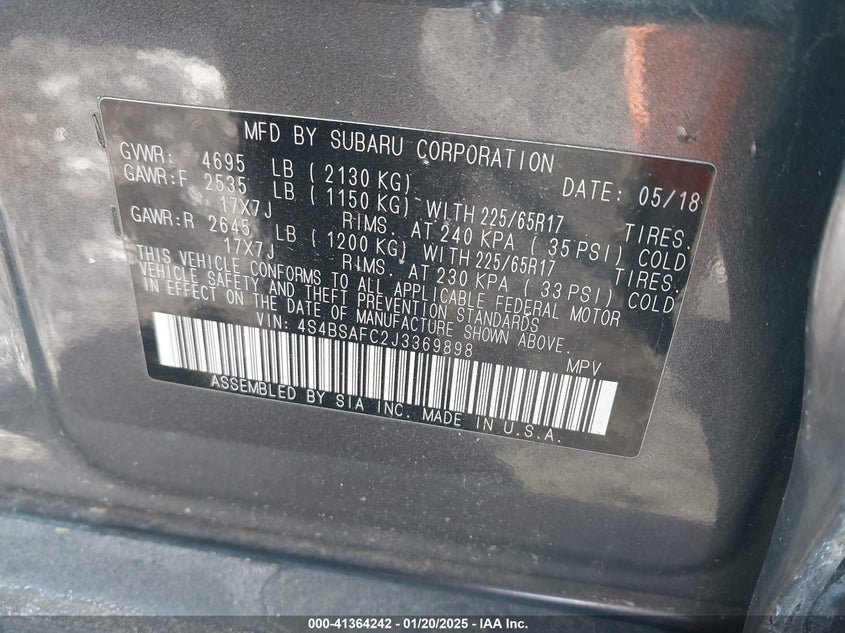 MFD BY SUBARU CORPORATION
GVWR: 4695 LB ( 2130 KG) DATE: 05/18
GAWR:F 2535 LB ( 1150 KG) WITH 225/65R17 TIRES,
17X7J RIMS, AT 240 KPA ( 35 PSI) COLD
GAWR:R 2645 LB ( 1200 KG) WITH 225/65R17 TIRES,
17X7J RIMS, AT 230 KPA ( 33 PSI) COLD
THIS VEHICLE CONFORMS TO ALL APPLICABLE FEDERAL MOTOR
VEHICLE SAFETY AND THEFT PREVENTION STANDARDS
IN EFFECT ON THE DATE OF MANUFACTURE SHOWN ABOVE.
VIN: 4S4BSAFC2J3369898 MPV
ASSEMBLED BY SIA INC. MADE IN U.S.A.
000-41364242 - 01/20/2025 - IAA Inc.